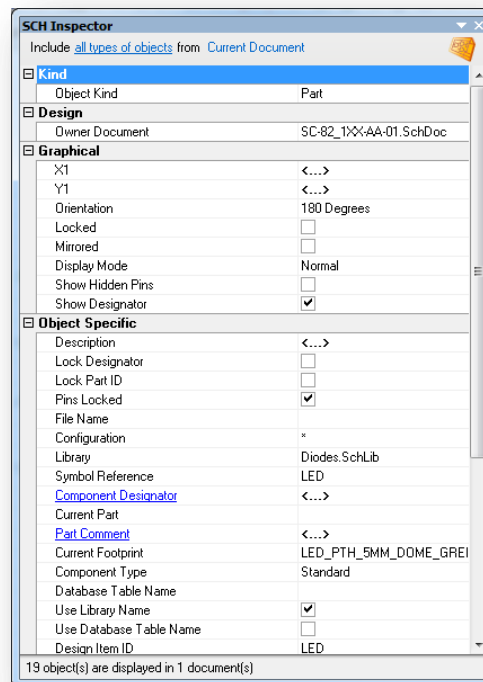 SCH Inspector
Include all types of objects from Current Document
Kind
Object Kind Part
Design
Owner Document SC-82_1XX-AA-01.SchDoc
Graphical
X1 <...>
Y1 <...>
Orientation 180 Degrees
Locked
Mirrored
Display Mode Normal
Show Hidden Pins
Show Designator
Object Specific
Description <...>
Lock Designator
Lock Part ID
Pins Locked
File Name
Configuration *
Library Diodes.SchLib
Symbol Reference LED
Component Designator <...>
Current Part
Part Comment <...>
Current Footprint LED_PTH_5MM_DOME_GREI
Component Type Standard
Database Table Name
Use Library Name
Use Database Table Name
Design Item ID LED
19 object(s) are displayed in 1 document(s)